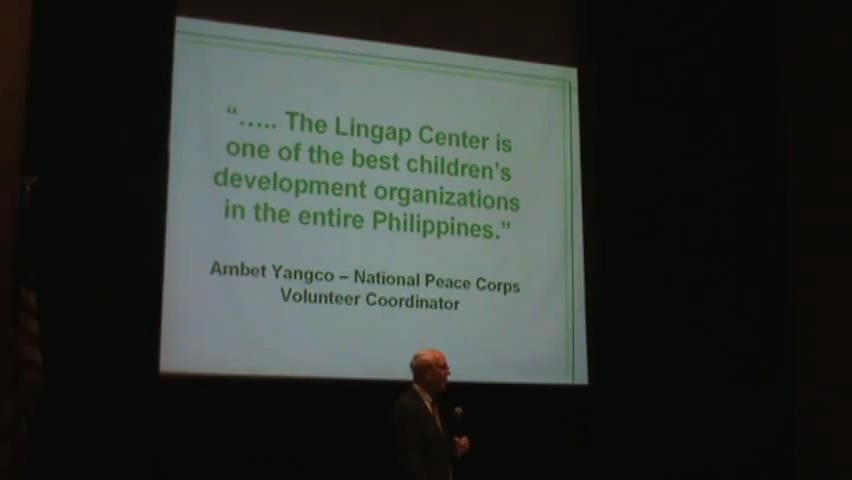 “..... The Lingap Center is
one of the best children’s
development organizations
in the entire Philippines.”
Ambet Yangco – National Peace Corps
Volunteer Coordinator